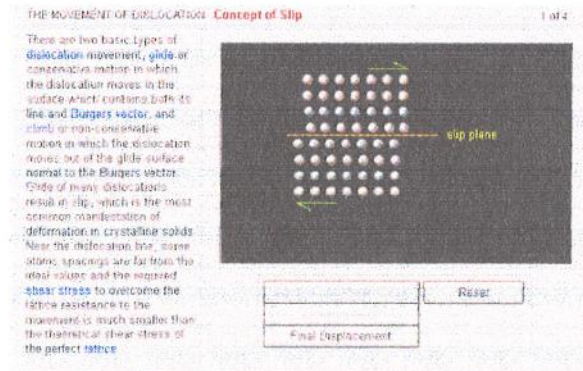 THE MOVEMENT OF DISLOCATION Concept of Slip 1 of 4
There are two basic types of
dislocation movement, glide or
conservative motion in which
the dislocation moves in the
surface which contains both its
line and Burgers vector, and
climb or non-conservative
motion in which the dislocation
moves out of the glide surface
normal to the Burgers vector.
Glide of many dislocations
result in slip, which is the most
common manifestation of
deformation in crystalline solids
Near the dislocation line, some
atomic spacings are far from the
ideal values and the required
shear stress to overcome the
lattice resistance to the
movement is much smaller than
the theoretical shear stress of
the perfect lattice
slip plane
Reset
Final Displacement